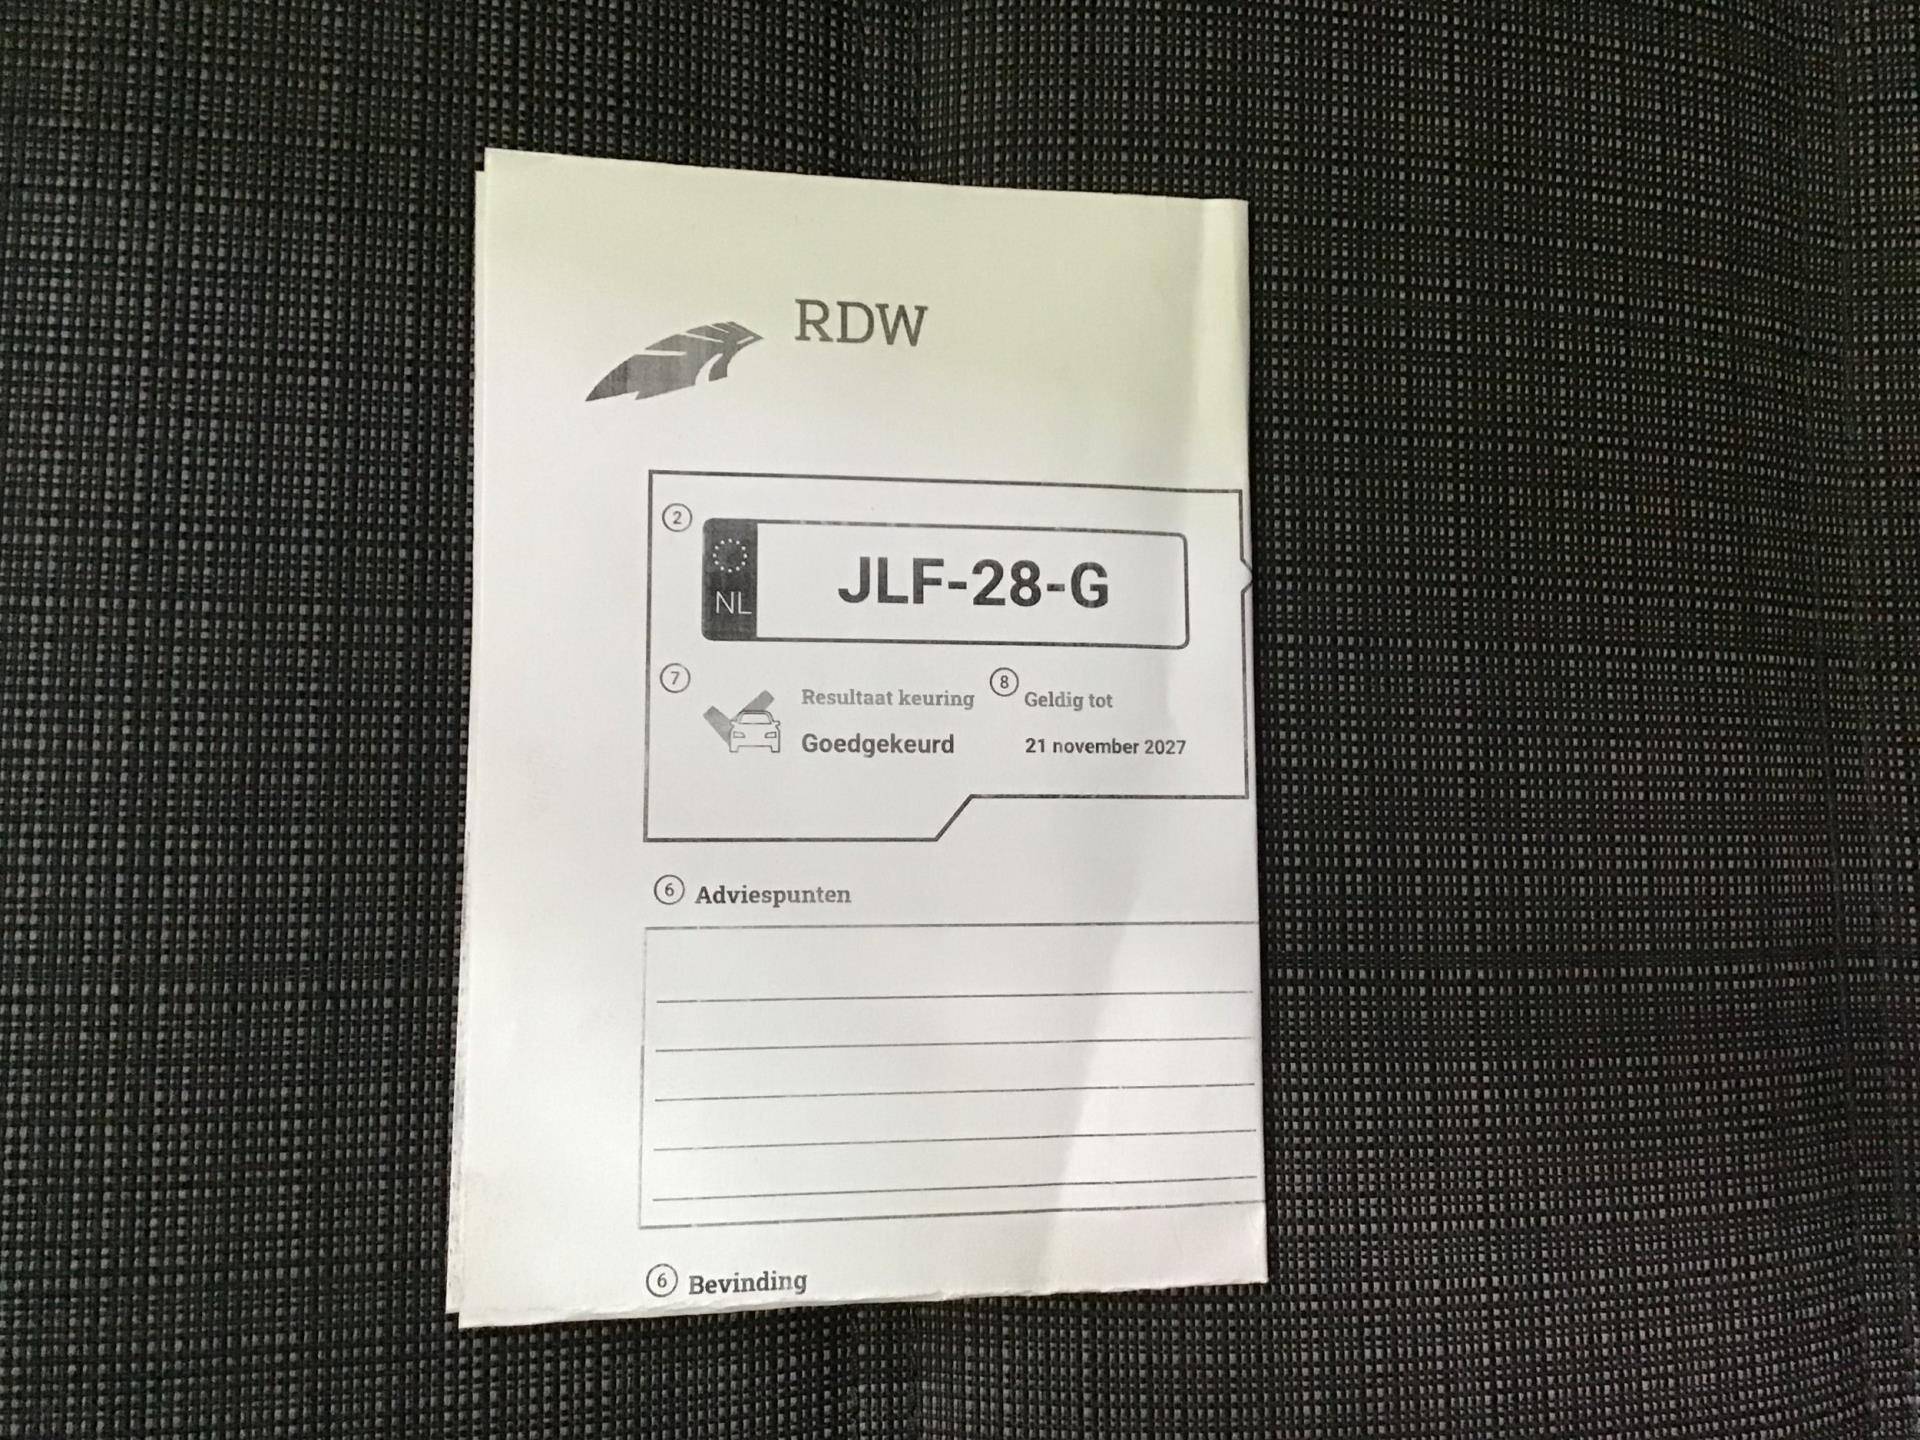 RDW
2
NL
JLF-28-G
7
Resultaat keuring
8
Geldig tot
Goedgekeurd
21 november 2027
6 Adviespunten
6 Bevinding